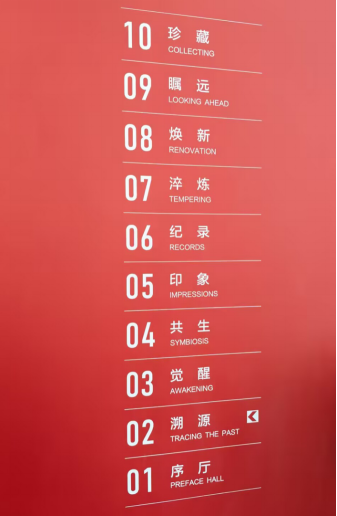 10 珍藏
COLLECTING
09 瞩远
LOOKING AHEAD
08 焕新
RENOVATION
07 淬炼
TEMPERING
06 纪录
RECORDS
05 印象
IMPRESSIONS
04 共生
SYMBIOSIS
03 觉醒
AWAKENING
02 溯源
TRACING THE PAST
01 序厅
PREFACE HALL